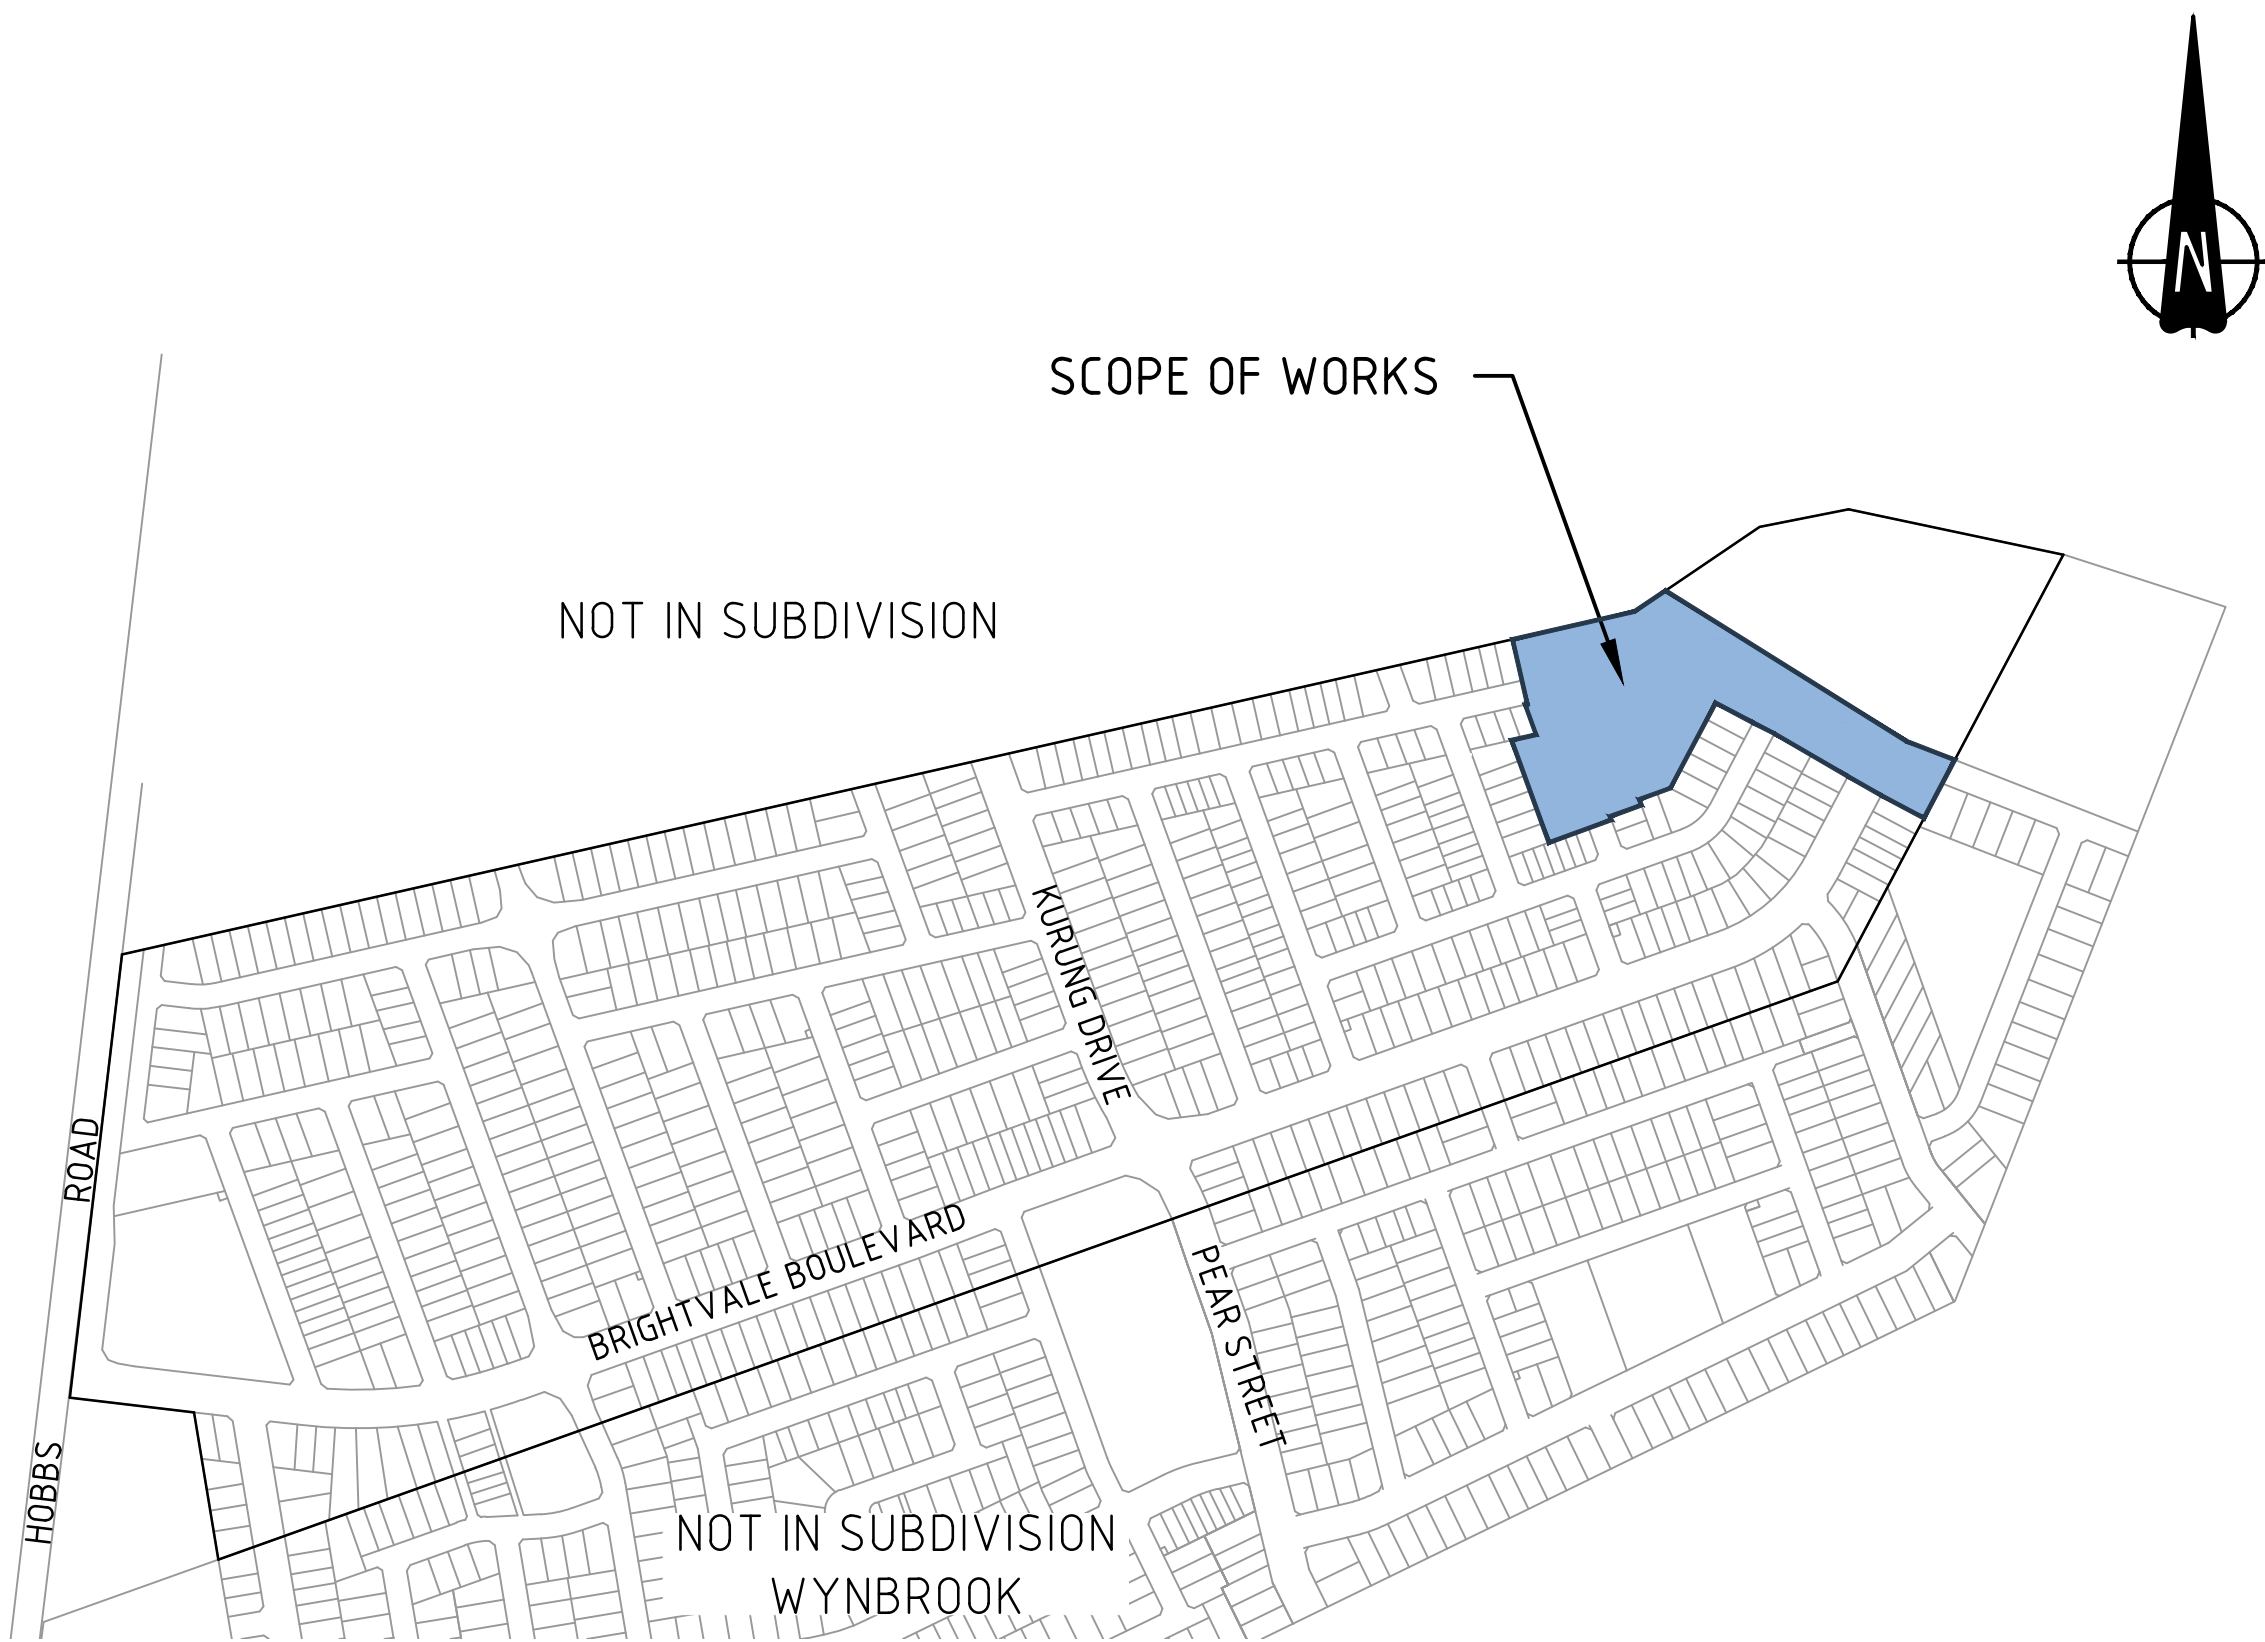 N
SCOPE OF WORKS
NOT IN SUBDIVISION
KURUNG DRIVE
ROAD
BRIGHTVALE BOULEVARD
PEAR STREET
HOBBS
NOT IN SUBDIVISION
WYNBROOK